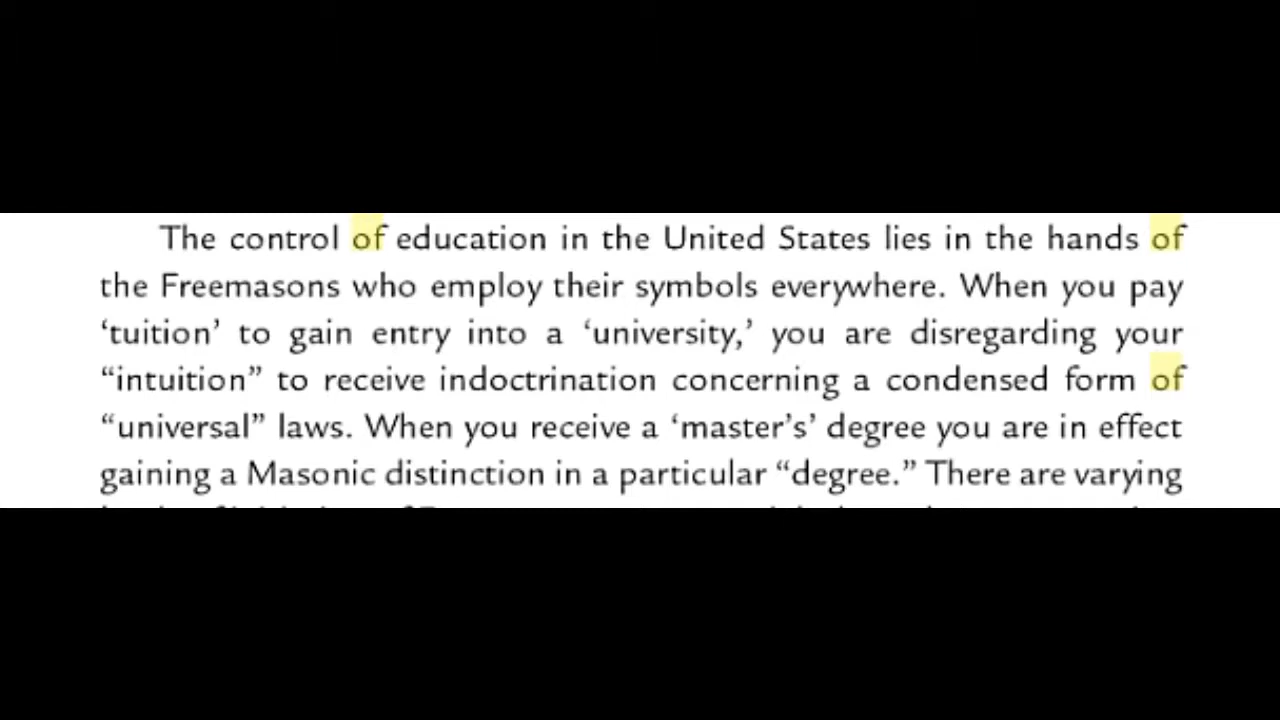 The control of education in the United States lies in the hands of
the Freemasons who employ their symbols everywhere. When you pay
‘tuition’ to gain entry into a ‘university,’ you are disregarding your
“intuition” to receive indoctrination concerning a condensed form of
“universal” laws. When you receive a ‘master’s’ degree you are in effect
gaining a Masonic distinction in a particular “degree.” There are varying